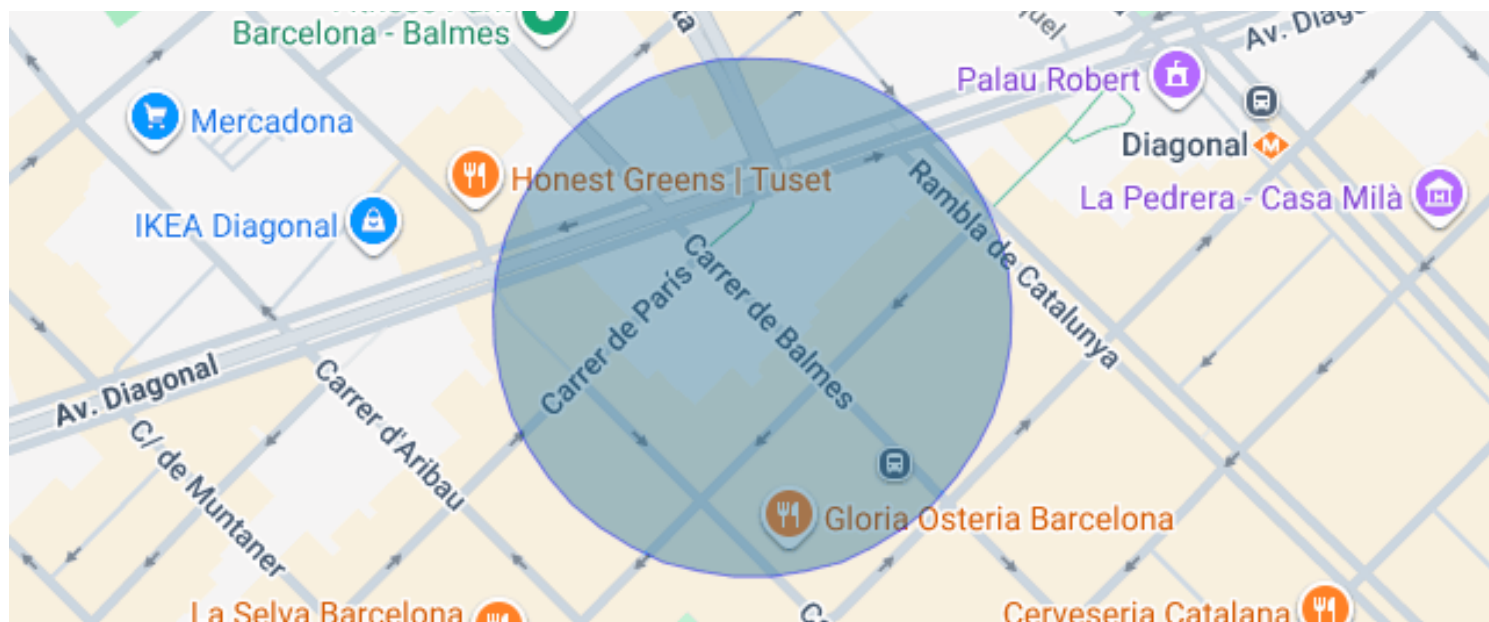 Barcelona - Balmes
Av. Diagonal
Palau Robert
Mercadona
Diagonal
M
Honest Greens | Tuset
La Pedrera - Casa Milà
IKEA Diagonal
Rambla de Catalunya
Carrer de Balmes
Carrer de París
Av. Diagonal
Carrer d'Aribau
C/ de Muntaner
Gloria Osteria Barcelona
La Selva Barcelona
Cerveseria Catalana